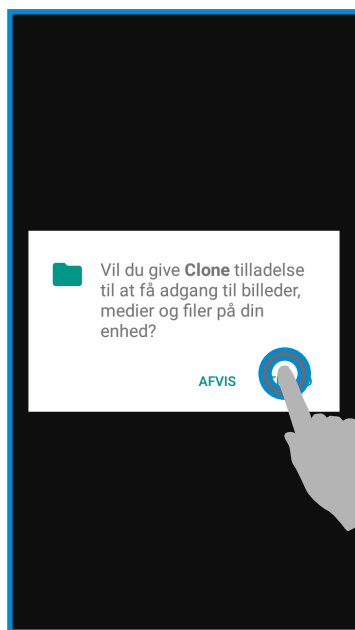 Vil du give Clone tilladelse
til at få adgang til billeder,
medier og filer på din
enhed?
AFVIS